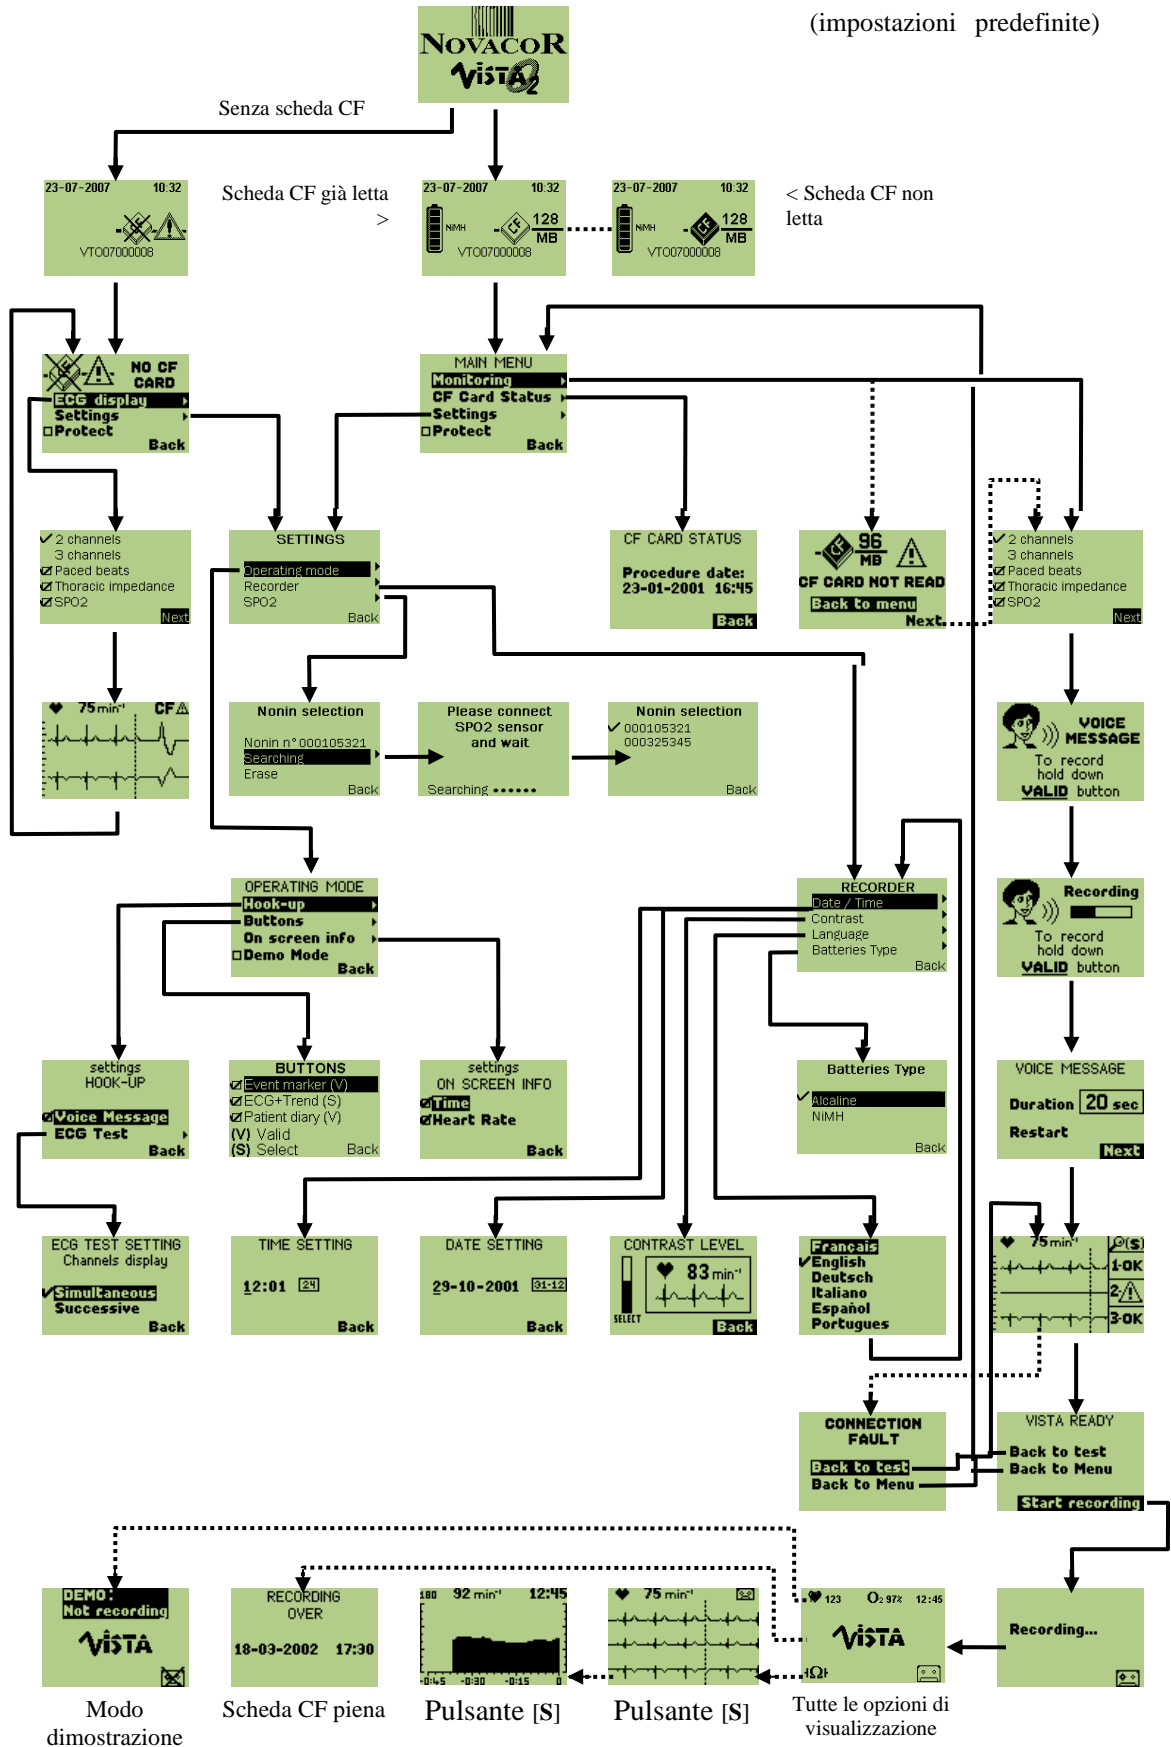 (impostazioni predefinite)
NOVACOR
VISTA 2
Senza scheda CF
23-07-2007 10:32
CF
VTO07000008
Scheda CF già letta
>
23-07-2007 10:32
NiMH CF 128
MB
VTO07000008
23-07-2007 10:32
NiMH CF 128
MB
VTO07000008
< Scheda CF non
letta
CF NO CF
CARD
ECG display
Settings
Protect
Back
MAIN MENU
Monitoring
CF Card Status
Settings
Protect
Back
2 channels
3 channels
Paced beats
Thoracic impedance
SPO2
Next
SETTINGS
Operating mode
Recorder
SPO2
Back
CF CARD STATUS
Procedure date:
23-01-2001 16:45
Back
CF 96
MB
CF CARD NOT READ
Back to menu
Next
2 channels
3 channels
Paced beats
Thoracic impedance
SPO2
Next
75 min-1 CF
Nonin selection
Nonin n° 000105321
Searching
Erase
Back
Please connect
SPO2 sensor
and wait
Searching ••••••
Nonin selection
000105321
000325345
Back
VOICE
MESSAGE
To record
hold down
VALID button
OPERATING MODE
Hook-up
Buttons
On screen info
Demo Mode
Back
RECORDER
Date / Time
Contrast
Language
Batteries Type
Back
Recording
To record
hold down
VALID button
settings
HOOK-UP
Voice Message
ECG Test
Back
BUTTONS
Event marker (V)
ECG+Trend (S)
Patient diary (V)
(V) Valid
(S) Select Back
settings
ON SCREEN INFO
Time
Heart Rate
Back
Batteries Type
Alcaline
NiMH
Back
VOICE MESSAGE
Duration 20 sec
Restart
Next
ECG TEST SETTING
Channels display
Simultaneous
Successive
Back
TIME SETTING
12:01 24
Back
DATE SETTING
29-10-2001 31-12
Back
CONTRAST LEVEL
83 min-1
SELECT
Back
Français
English
Deutsch
Italiano
Español
Portugues
75 min-1 (S)
1-OK
2-
3-OK
CONNECTION
FAULT
Back to test
Back to Menu
VISTA READY
Back to test
Back to Menu
Start recording
DEMO:
Not recording
VISTA
RECORDING
OVER
18-03-2002 17:30
180 92 min-1 12:45
-0:45 -0:30 -0:15 0
75 min-1
123 O2 97% 12:45
VISTA
Ω
Recording...
Modo
dimostrazione
Scheda CF piena
Pulsante [S]
Pulsante [S]
Tutte le opzioni di
visualizzazione